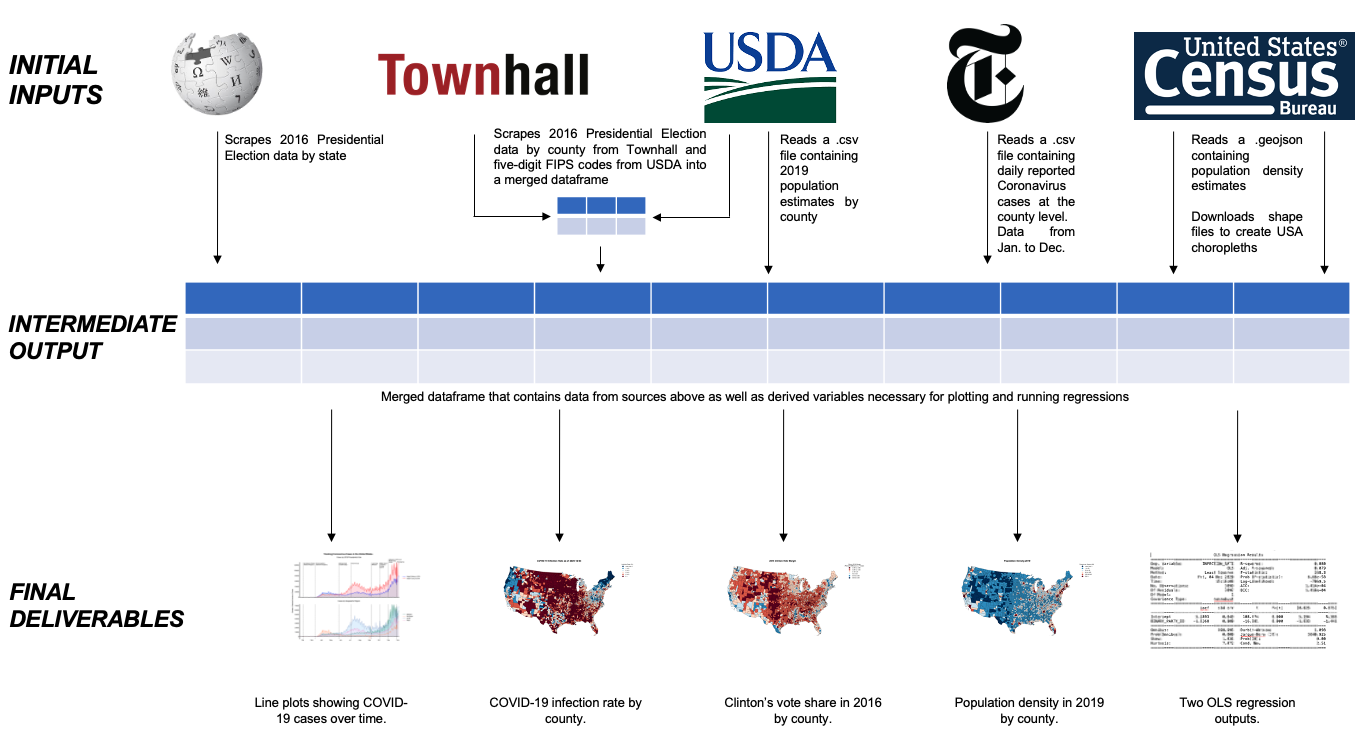 INITIAL
INPUTS
Townhall
USDA
United States®
Census
Bureau
Scrapes 2016 Presidential
Election data by state
Scrapes 2016 Presidential Election
data by county from Townhall and
five-digit FIPS codes from USDA into
a merged dataframe
Reads a .csv
file containing
2019
population
estimates by
county
Reads a .csv
file containing
daily reported
Coronavirus
cases at the
county level.
Data from
Jan. to Dec.
Reads a .geojson
containing
population density
estimates
Downloads shape
files to create USA
choropleths
INTERMEDIATE
OUTPUT
Merged dataframe that contains data from sources above as well as derived variables necessary for plotting and running regressions
FINAL
DELIVERABLES
OLS Regression Results
Line plots showing COVID-
19 cases over time.
COVID-19 infection rate by
county.
Clinton's vote share in 2016
by county.
Population density in 2019
by county.
Two OLS regression
outputs.